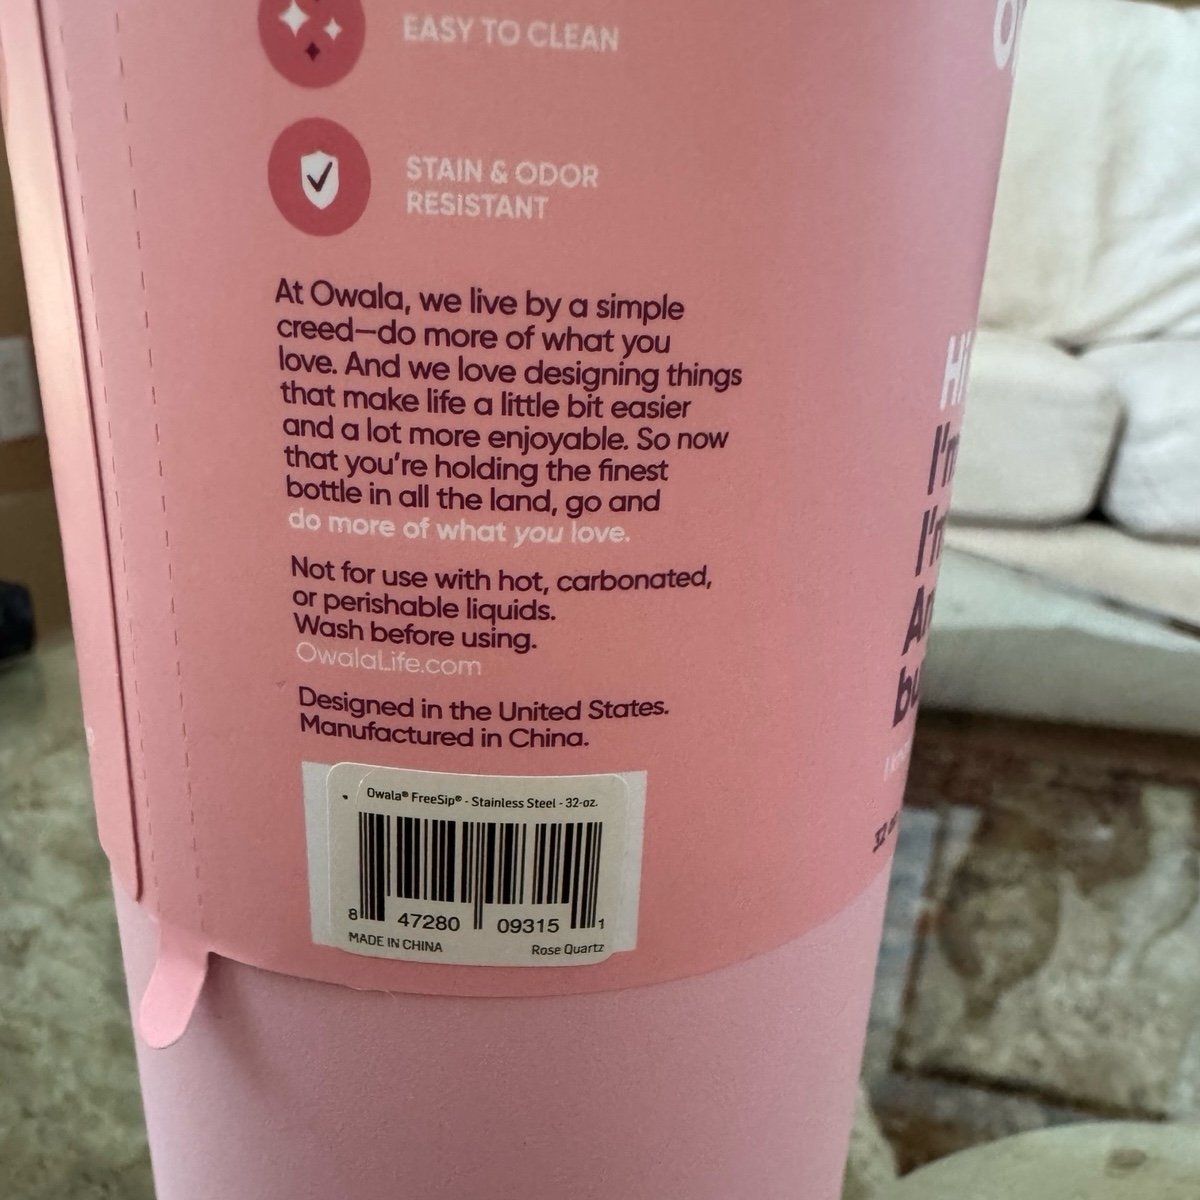 EASY TO CLEAN
STAIN & ODOR
RESISTANT
At Owala, we live by a simple
creed—do more of what you
love. And we love designing things
that make life a little bit easier
and a lot more enjoyable. So now
that you're holding the finest
bottle in all the land, go and
do more of what you love.
Not for use with hot, carbonated,
or perishable liquids.
Wash before using.
OwalaLife.com
Designed in the United States.
Manufactured in China.
Owala® FreeSip® - Stainless Steel - 32-oz.
8 47280 09315 1
MADE IN CHINA
Rose Quartz
I'm
I'm
32